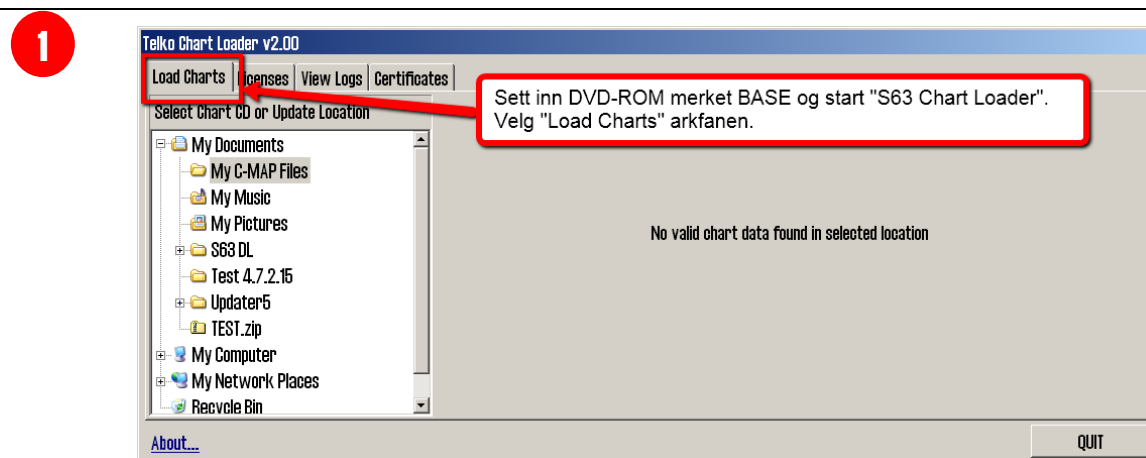 1
Telko Chart Loader v2.00
Load Charts Licenses View Logs Certificates
Select Chart CD or Update Location
Sett inn DVD-ROM merket BASE og start "S63 Chart Loader".
Velg "Load Charts" arkfanen.
My Documents
My C-MAP Files
My Music
My Pictures
S63 DL
Test 4.7.2.15
Updater5
TEST.zip
My Computer
My Network Places
Recycle Bin
No valid chart data found in selected location
About...
QUIT